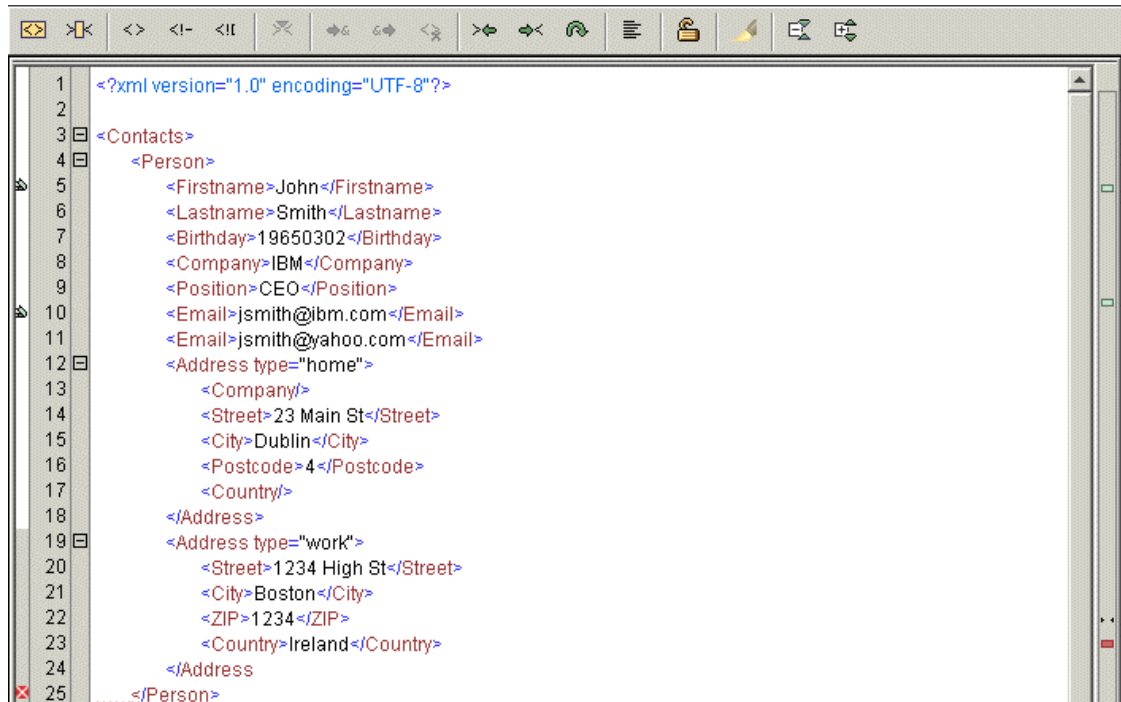 1 <?xml version="1.0" encoding="UTF-8"?>
2
3 <Contacts>
4 <Person>
5 <Firstname>John</Firstname>
6 <Lastname>Smith</Lastname>
7 <Birthday>19650302</Birthday>
8 <Company>IBM</Company>
9 <Position>CEO</Position>
10 <Email>jsmith@ibm.com</Email>
11 <Email>jsmith@yahoo.com</Email>
12 <Address type="home">
13 <Company/>
14 <Street>23 Main St</Street>
15 <City>Dublin</City>
16 <Postcode>4</Postcode>
17 <Country/>
18 </Address>
19 <Address type="work">
20 <Street>1234 High St</Street>
21 <City>Boston</City>
22 <ZIP>1234</ZIP>
23 <Country>Ireland</Country>
24 </Address
25 </Person>